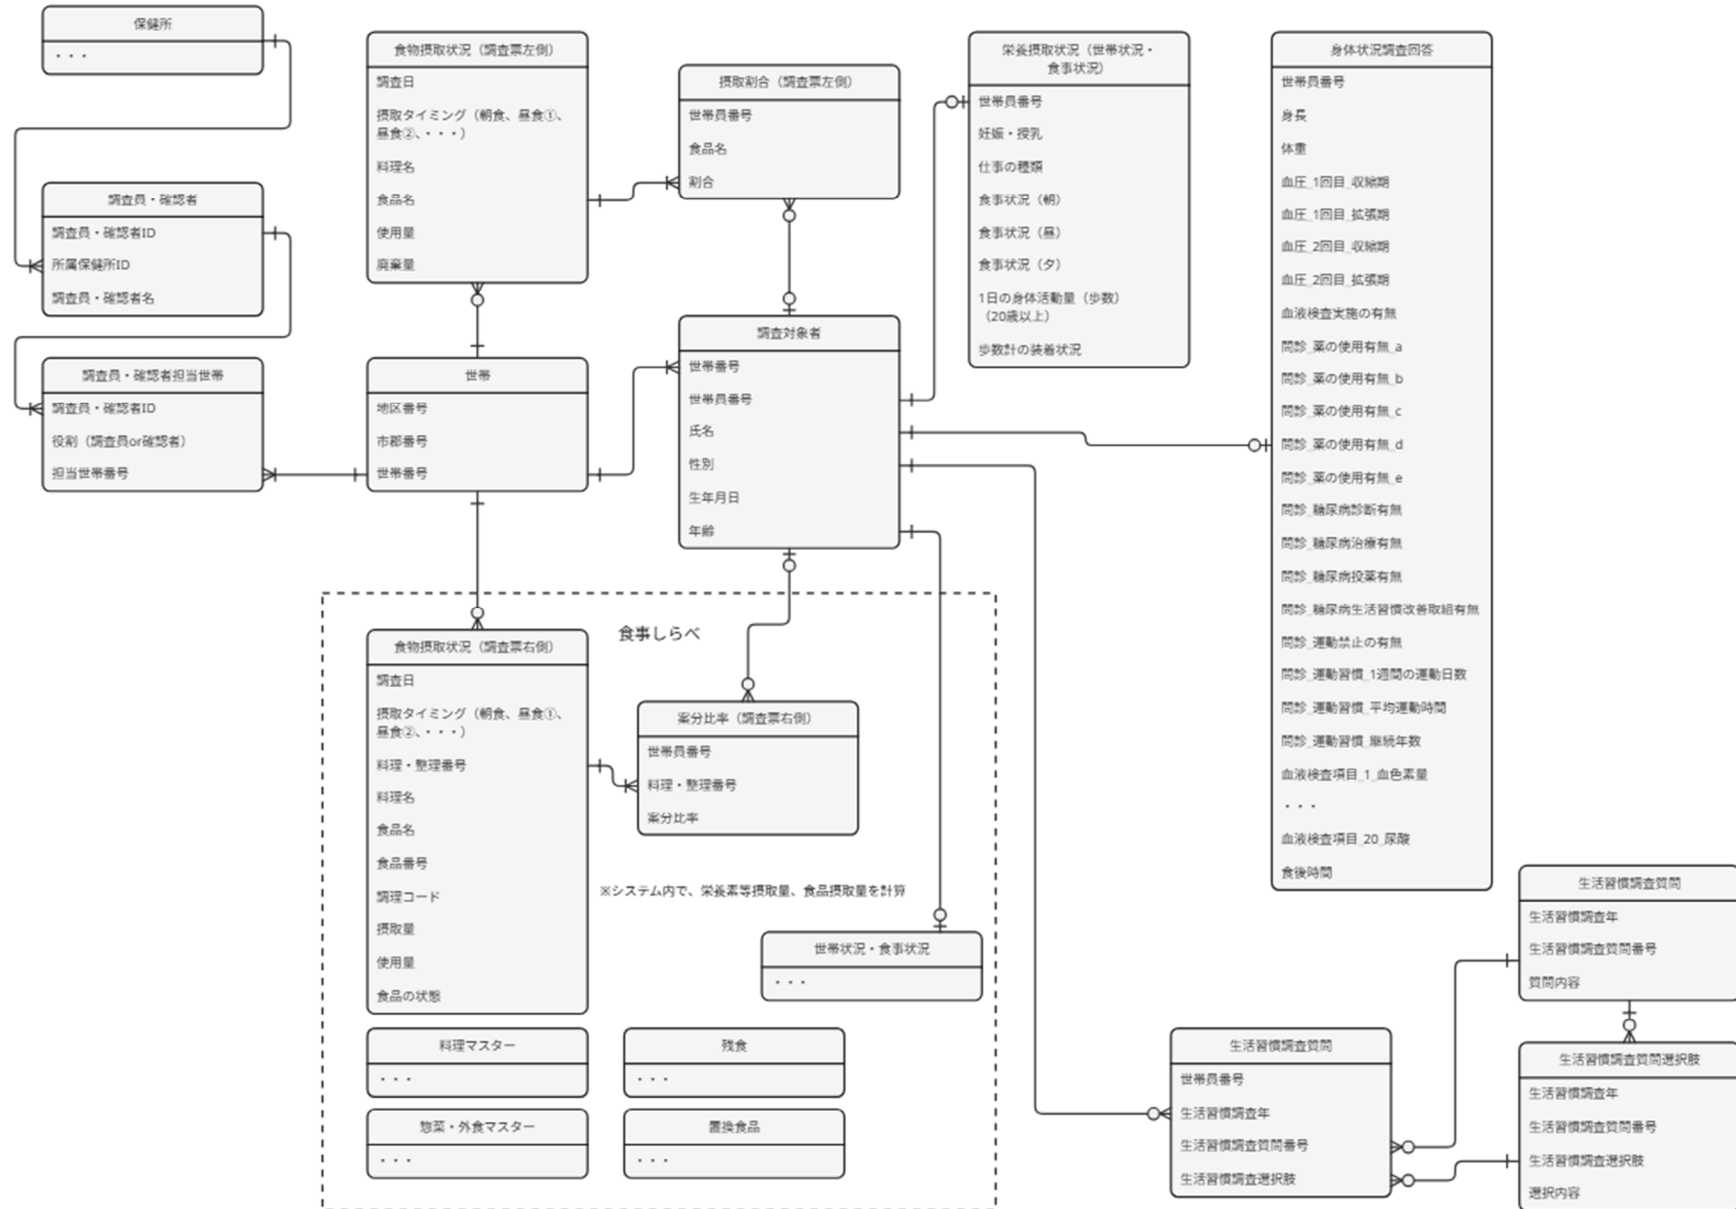 保健所
・・・
調査員・確認者
調査員・確認者ID
所属保健所ID
調査員・確認者名
調査員・確認者担当世帯
調査員・確認者ID
役割（調査員or確認者）
担当世帯番号
食物摂取状況（調査票左側）
調査日
摂取タイミング（朝食、昼食①、
昼食②、・・・）
料理名
食品名
使用量
廃棄量
世帯
地区番号
市郡番号
世帯番号
摂取割合（調査票左側）
世帯員番号
食品名
割合
調査対象者
世帯番号
世帯員番号
氏名
性別
生年月日
年齢
栄養摂取状況（世帯状況・
食事状況）
世帯員番号
妊娠・授乳
仕事の種類
食事状況（朝）
食事状況（昼）
食事状況（夕）
1日の身体活動量（歩数）
（20歳以上）
歩数計の装着状況
身体状況調査回答
世帯員番号
身長
体重
血圧_1回目_収縮期
血圧_1回目_拡張期
血圧_2回目_収縮期
血圧_2回目_拡張期
血液検査実施の有無
問診_薬の使用有無_a
問診_薬の使用有無_b
問診_薬の使用有無_c
問診_薬の使用有無_d
問診_薬の使用有無_e
問診_糖尿病診断有無
問診_糖尿病治療有無
問診_糖尿病投薬有無
問診_糖尿病生活習慣改善取組有無
問診_運動禁止の有無
問診_運動習慣_1週間の運動日数
問診_運動習慣_平均運動時間
問診_運動習慣_継続年数
血液検査項目_1_血色素量
・・・
血液検査項目_20_尿酸
食後時間
食事しらべ
食物摂取状況（調査票右側）
調査日
摂取タイミング（朝食、昼食①、
昼食②、・・・）
料理・整理番号
料理名
食品名
食品番号
調理コード
摂取量
使用量
食品の状態
案分比率（調査票右側）
世帯員番号
料理・整理番号
案分比率
※システム内で、栄養素等摂取量、食品摂取量を計算
世帯状況・食事状況
・・・
料理マスター
・・・
残食
・・・
惣菜・外食マスター
・・・
置換食品
・・・
生活習慣調査質問
世帯員番号
生活習慣調査年
生活習慣調査質問番号
生活習慣調査選択肢
生活習慣調査質問
生活習慣調査年
生活習慣調査質問番号
質問内容
生活習慣調査質問選択肢
生活習慣調査年
生活習慣調査質問番号
生活習慣調査選択肢
選択内容